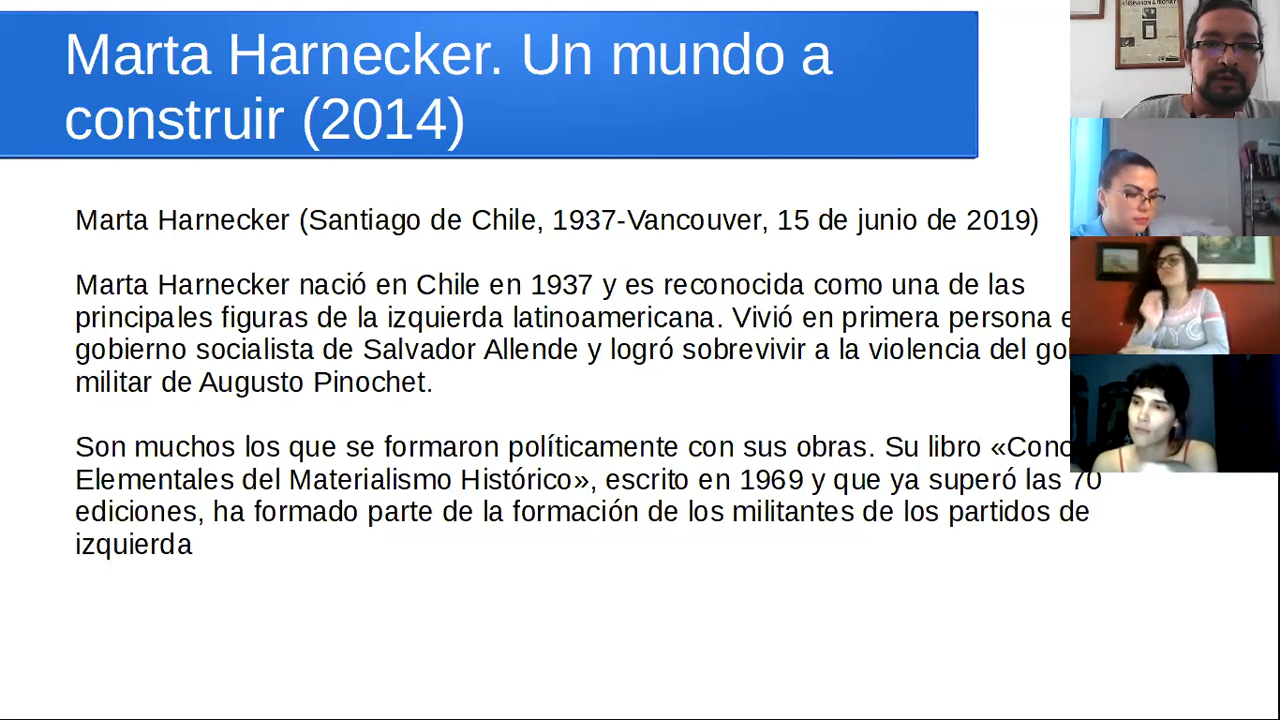 Marta Harnecker. Un mundo a
construir (2014)
Marta Harnecker (Santiago de Chile, 1937-Vancouver, 15 de junio de 2019)
Marta Harnecker nació en Chile en 1937 y es reconocida como una de las
principales figuras de la izquierda latinoamericana. Vivió en primera persona
gobierno socialista de Salvador Allende y logró sobrevivir a la violencia del
militar de Augusto Pinochet.
Son muchos los que se formaron políticamente con sus obras. Su libro
Elementales del Materialismo Histórico», escrito en 1969 y que ya superó las 70
ediciones, ha formado parte de la formación de los militantes de los partidos de
izquierda